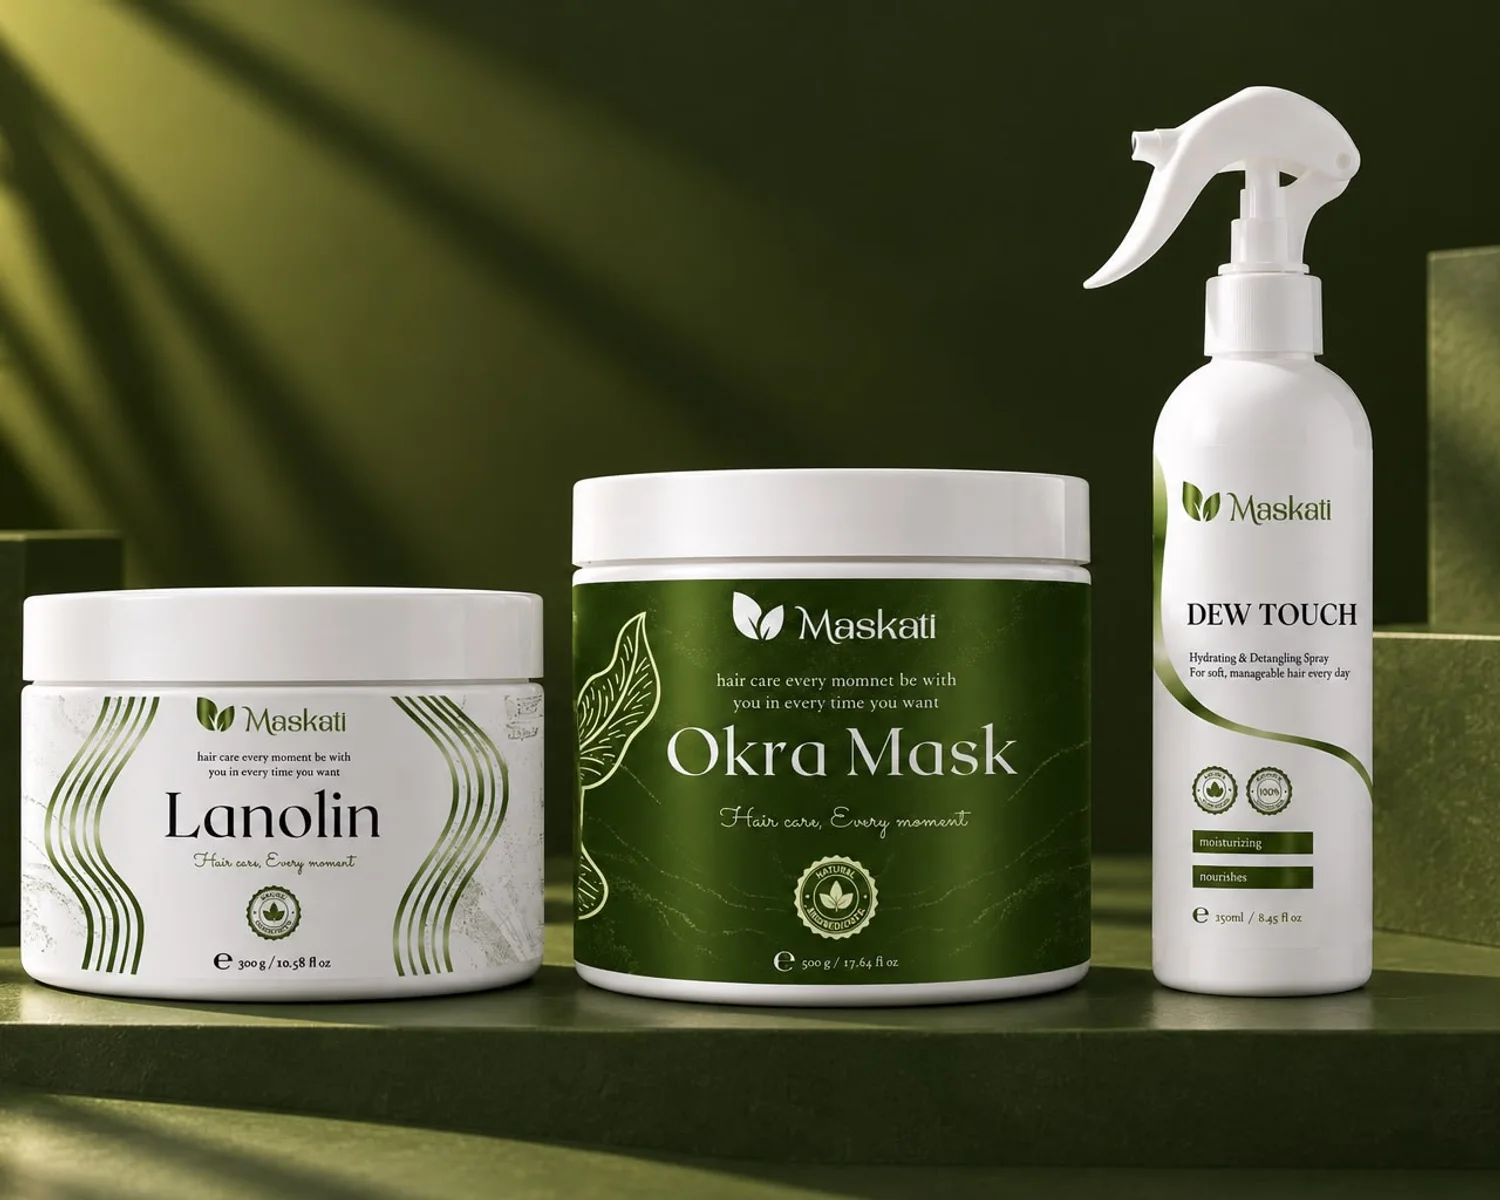 Maskati
hair care every moment be with
you in every time you want
Lanolin
Hair care, Every moment
℮ 300 g / 10.58 fl oz
Maskati
hair care every momnet be with
you in every time you want
Okra Mask
Hair care, Every moment
NATURAL
INGREDIENTS
℮ 500 g / 17.64 fl oz
Maskati
DEW TOUCH
Hydrating & Detangling Spray
For soft, manageable hair every day
100%
moisturizing
nourishes
℮ 250ml / 8.45 fl oz